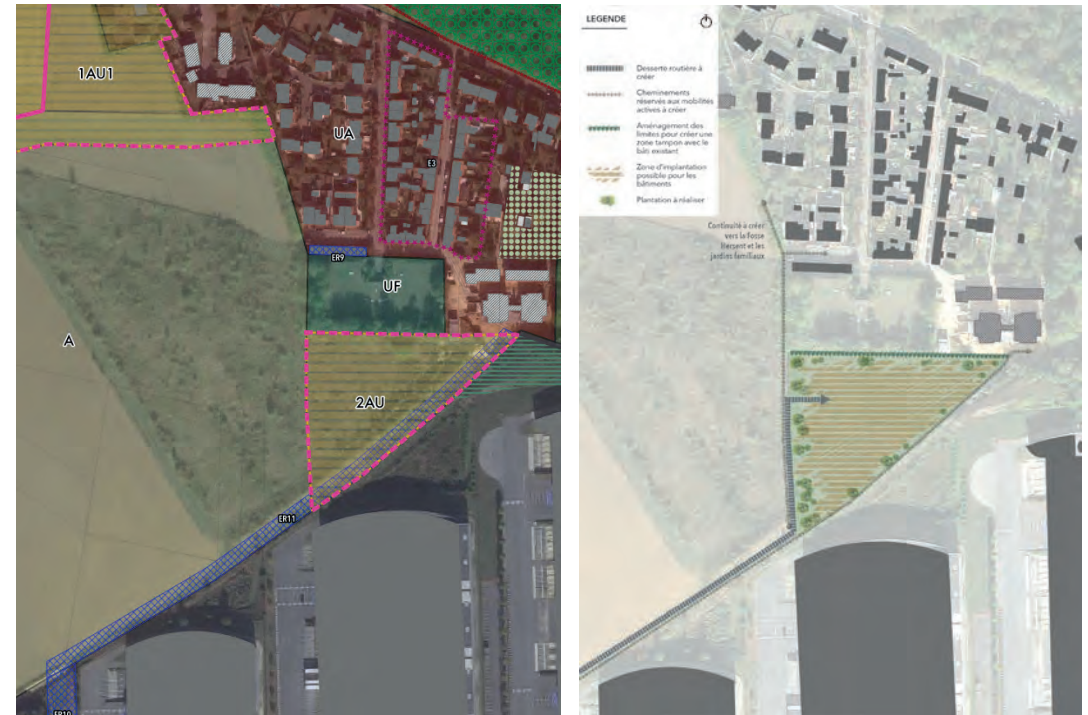 1AU1
UA
E3
ER9
UF
A
2AU
ER11
ER10
LEGENDE
Desserte routière à
créer
Cheminements
réservés aux mobilités
actives à créer
Aménagement des
limites pour créer une
zone tampon avec le
bâti existant
Zone d'implantation
possible pour les
bâtiments
Plantation à réaliser
Continuité à créer
vers la Fosse
Hersent et les
jardins familiaux